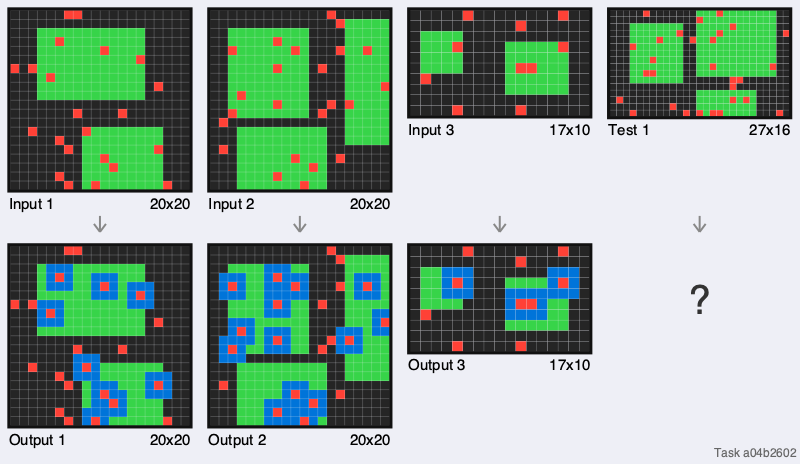 Input 1 20x20
Input 2 20x20
Input 3 17x10
Test 1 27x16
?
Output 1 20x20
Output 2 20x20
Output 3 17x10
Task a04b2602